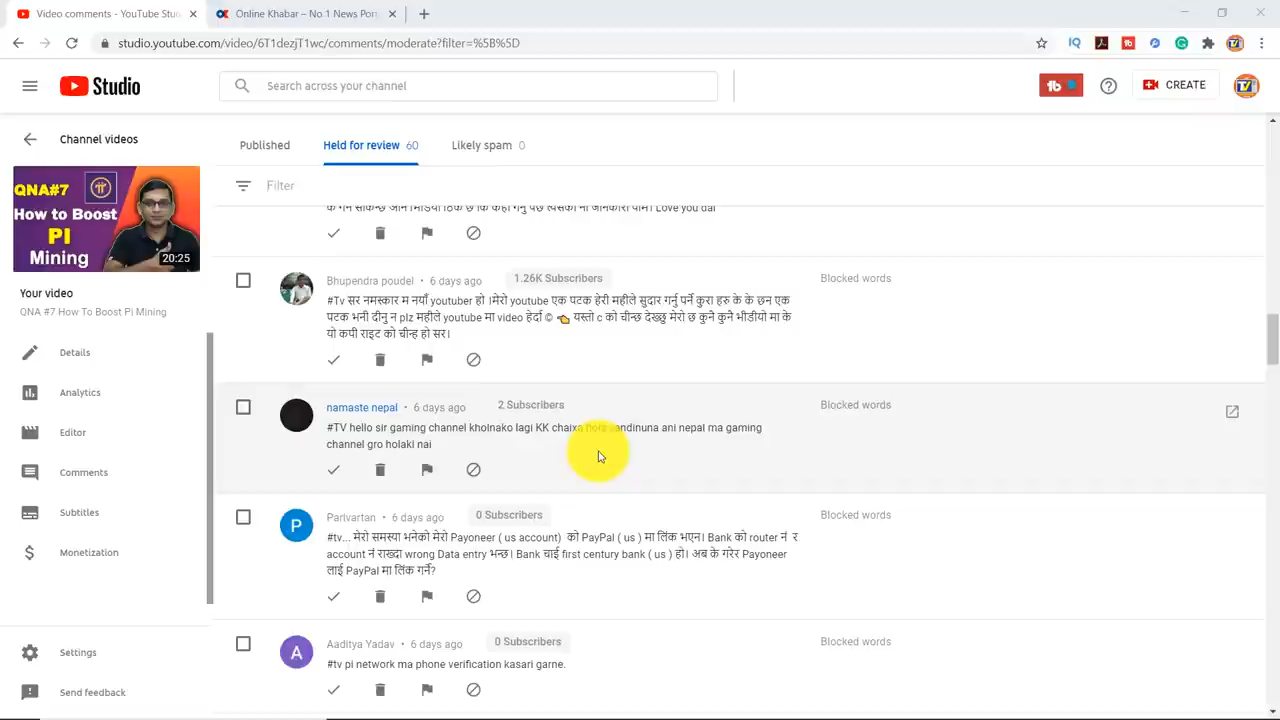 Video comments - YouTube Stu
Online Khabar – No 1 News Por
studio.youtube.com/video/6T1dezjT1wc/comments/moderate?filter=%5B%5D
Studio
Search across your channel
CREATE
Channel videos
QNA#7
How to Boost
PI
Mining
20:25
Your video
QNA #7 How To Boost Pi Mining
Details
Analytics
Editor
Comments
Subtitles
Monetization
Settings
Send feedback
Published
Held for review 60
Likely spam 0
Filter
Love you dai
Bhupendra poudel • 6 days ago 1.26K Subscribers
Blocked words
#Tv सर नमस्कार म नयाँ youtuber हो ।मेरो youtube एक पटक हेरी महीले सुदार गर्नु पर्ने कुरा हरु के के छन एक
पटक भनी दीनु न plz महीले youtube मा video हेर्दा © 👈 यस्तो c को चीन्ह देख्छु मेरो छ कुनै कुनै भीडीयो मा के
यो कपी राइट को चीन्ह हो सर।
namaste nepal • 6 days ago 2 Subscribers
Blocked words
#TV hello sir gaming channel kholnako lagi KK chaixa hola vandinuna ani nepal ma gaming
channel gro holaki nai
Parivartan • 6 days ago 0 Subscribers
Blocked words
#tv... मेरो समस्या भनेको मेरो Payoneer ( us account) को PayPal ( us ) मा लिंक भएन। Bank को router नं र
account नं राख्दा wrong Data entry भन्छ। Bank चाई first century bank ( us ) हो। अब के गरेर Payoneer
लाई PayPal मा लिंक गर्ने?
Aaditya Yadav • 6 days ago 0 Subscribers
Blocked words
#tv pi network ma phone verification kasari garne.